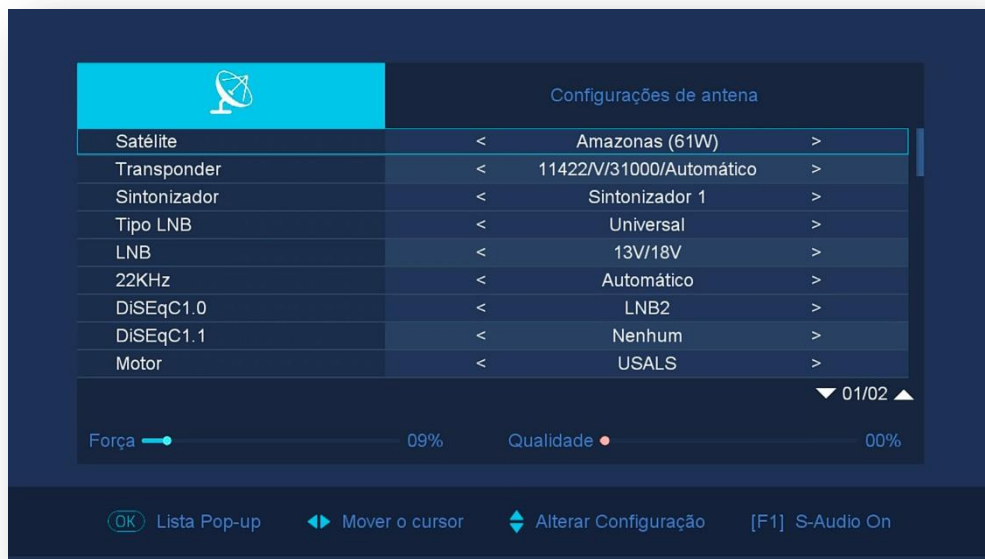 Configurações de antena
Satélite < Amazonas (61W) >
Transponder < 11422/V/31000/Automático >
Sintonizador < Sintonizador 1 >
Tipo LNB < Universal >
LNB < 13V/18V >
22KHz < Automático >
DiSEqC1.0 < LNB2 >
DiSEqC1.1 < Nenhum >
Motor < USALS >
01/02
Força 09% Qualidade 00%
OK Lista Pop-up Mover o cursor Alterar Configuração [F1] S-Audio On